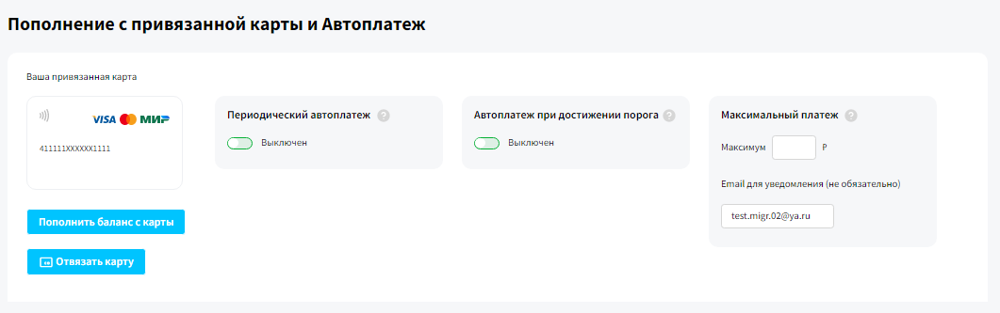 Пополнение с привязанной карты и Автоплатеж
Ваша привязанная карта
VISA МИР
411111XXXXXX1111
Пополнить баланс с карты
Отвязать карту
Периодический автоплатеж ?
Выключен
Автоплатеж при достижении порога ?
Выключен
Максимальный платеж ?
Максимум ₽
Email для уведомления (не обязательно)
test.migr.02@ya.ru